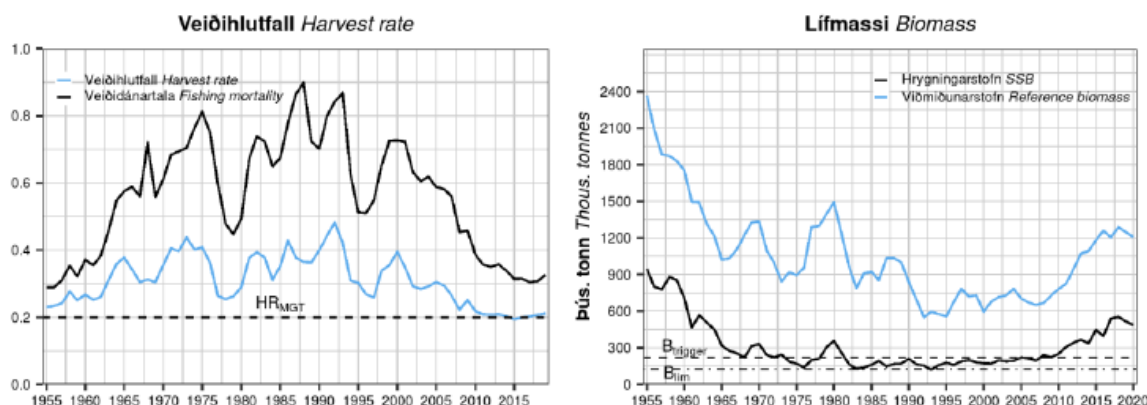 Veiðihlutfall Harvest rate
1.0
0.8
0.6
0.4
0.2
0.0
Veiðihlutfall Harvest rate
Veiðidánartala Fishing mortality
HRMGT
1955 1960 1965 1970 1975 1980 1985 1990 1995 2000 2005 2010 2015
Lífmassi Biomass
Þús. tonn Thous. tonnes
2400
2100
1800
1500
1200
900
600
300
0
Hrygningarstofn SSB
Viðmiðunarstofn Reference biomass
Btrigger
Blim
1955 1960 1965 1970 1975 1980 1985 1990 1995 2000 2005 2010 2015 2020